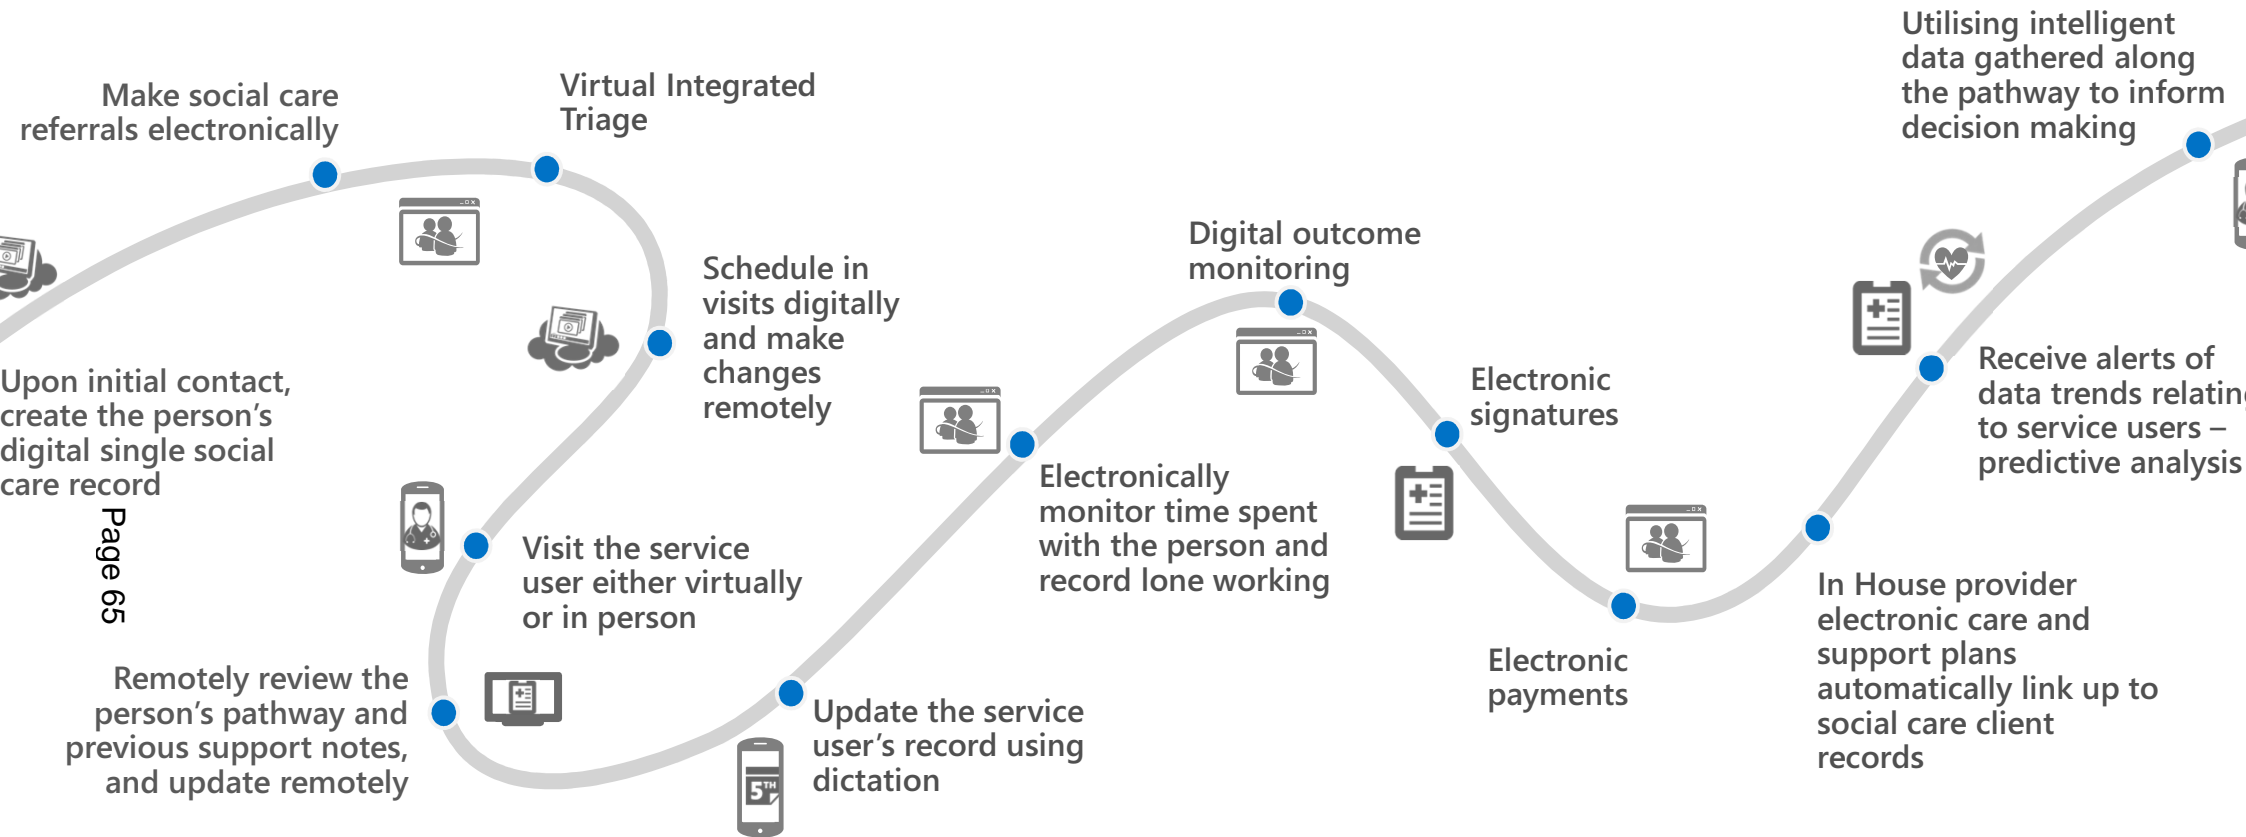 Upon initial contact,
create the person's
digital single social
care record
Page 65
Make social care
referrals electronically
Virtual Integrated
Triage
Schedule in
visits digitally
and make
changes
remotely
Visit the service
user either virtually
or in person
Remotely review the
person's pathway and
previous support notes,
and update remotely
5TH
Update the service
user's record using
dictation
Electronically
monitor time spent
with the person and
record lone working
Digital outcome
monitoring
Electronic
signatures
Electronic
payments
In House provider
electronic care and
support plans
automatically link up to
social care client
records
Receive alerts of
data trends relating
to service users –
predictive analysis
Utilising intelligent
data gathered along
the pathway to inform
decision making